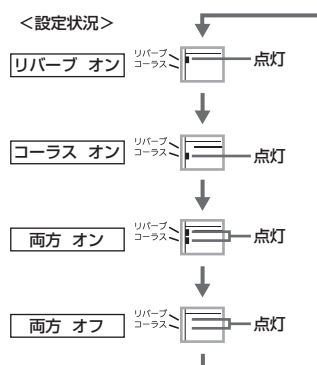 ＜設定状況＞
リバーブ オン
リバーブ
コーラス
点灯
コーラス オン
リバーブ
コーラス
点灯
両方 オン
リバーブ
コーラス
点灯
両方 オフ
リバーブ
コーラス
点灯